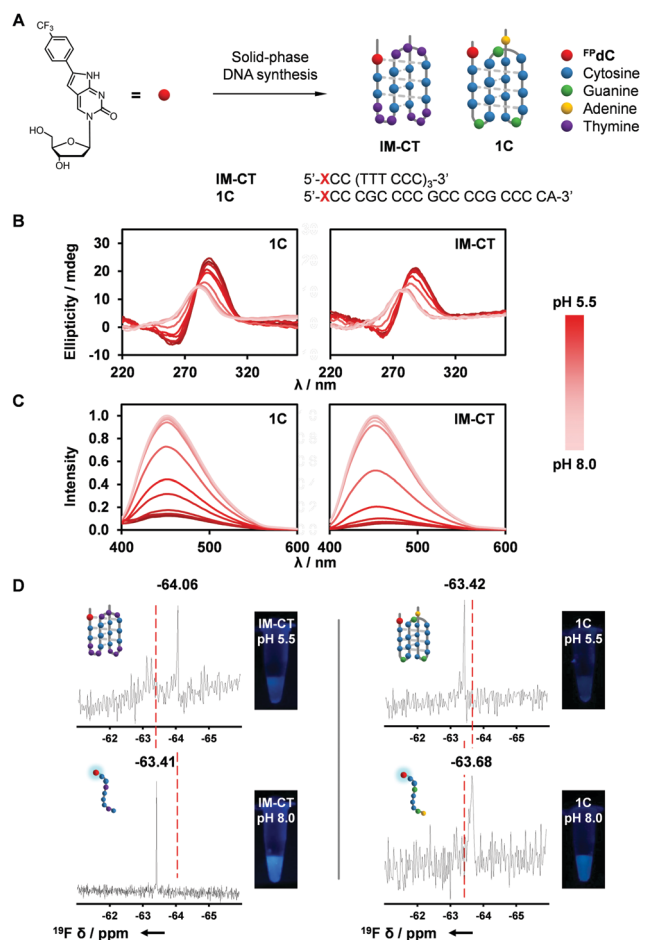 A
CF₃
NH
N
N
O
HO
O
OH
=
Solid-phase
DNA synthesis
IM-CT
1C
ᶠᴾdC
Cytosine
Guanine
Adenine
Thymine
IM-CT 5'-XCC (TTT CCC)₃-3'
1C 5'-XCC CGC CCC GCC CCG CCC CA-3'
B
1C
IM-CT
Ellipticity / mdeg
30
20
10
0
-10
220 270 320
220 270 320
λ / nm
λ / nm
pH 5.5
pH 8.0
C
1C
IM-CT
Intensity
1.0
0.8
0.6
0.4
0.2
0.0
400 500 600
400 500 600
λ / nm
λ / nm
D
-64.06
IM-CT
pH 5.5
-62 -63 -64 -65
-63.42
1C
pH 5.5
-62 -63 -64 -65
-63.41
IM-CT
pH 8.0
-62 -63 -64 -65
¹⁹F δ / ppm
-63.68
1C
pH 8.0
-62 -63 -64 -65
¹⁹F δ / ppm